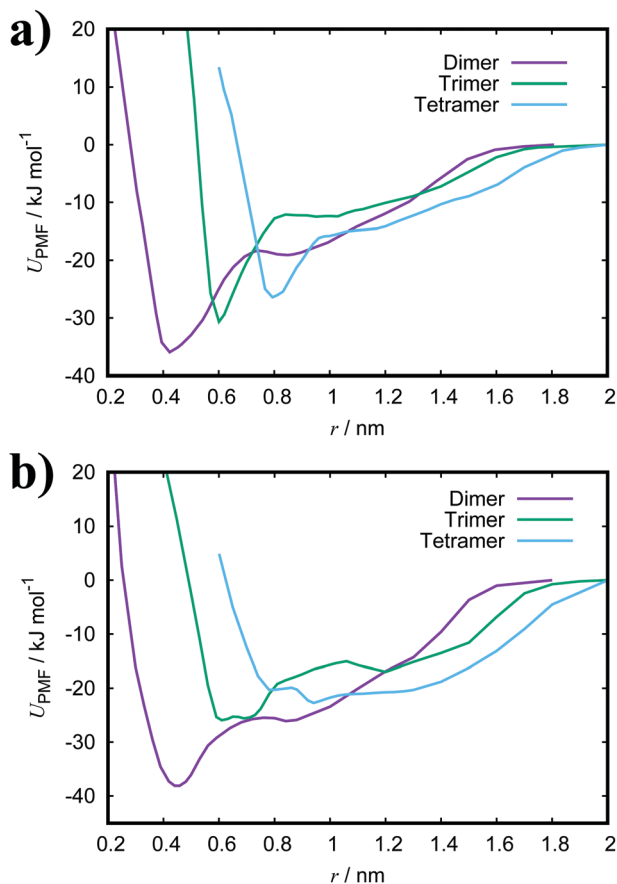 a)
20
10
0
-10
-20
-30
-40
U_PMF / kJ mol⁻¹
Dimer
Trimer
Tetramer
0.2 0.4 0.6 0.8 1 1.2 1.4 1.6 1.8 2
r / nm
b)
20
10
0
-10
-20
-30
-40
U_PMF / kJ mol⁻¹
Dimer
Trimer
Tetramer
0.2 0.4 0.6 0.8 1 1.2 1.4 1.6 1.8 2
r / nm